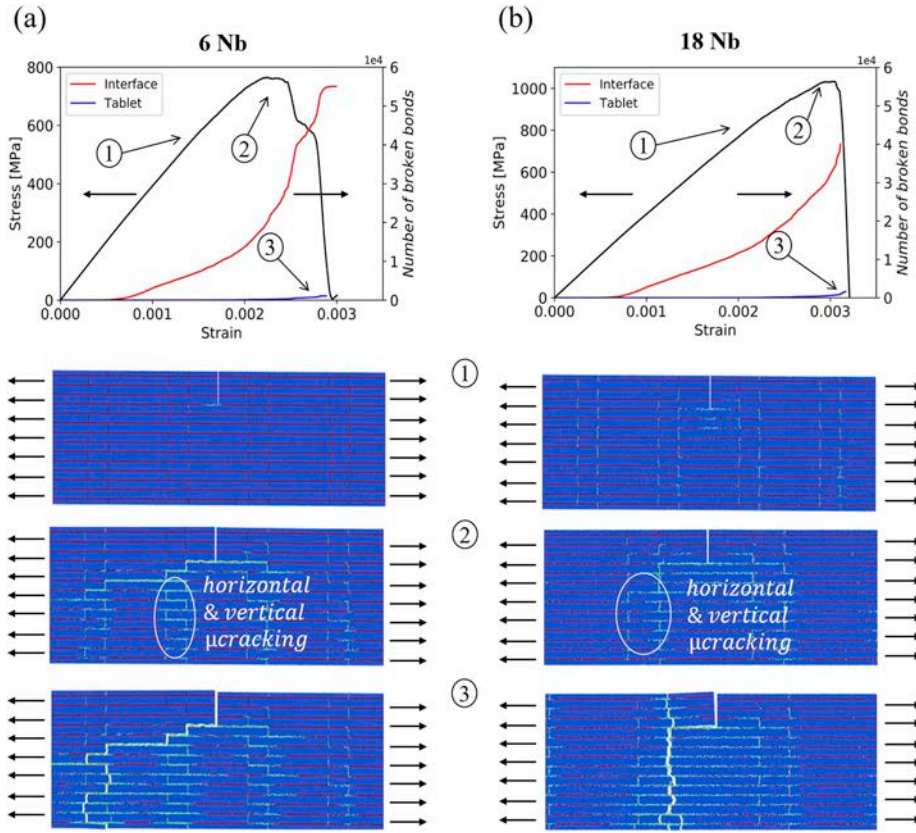 (a)
6 Nb
1e4
800
600
400
200
0
Stress [MPa]
Interface
Tablet
1
2
3
6
5
4
3
2
1
0
Number of broken bonds
0.000
0.001
0.002
0.003
Strain
(b)
18 Nb
1e4
1000
800
600
400
200
0
Stress [MPa]
Interface
Tablet
1
2
3
6
5
4
3
2
1
0
Number of broken bonds
0.000
0.001
0.002
0.003
Strain
1
2
horizontal
& vertical
μcracking
horizontal
& vertical
μcracking
3